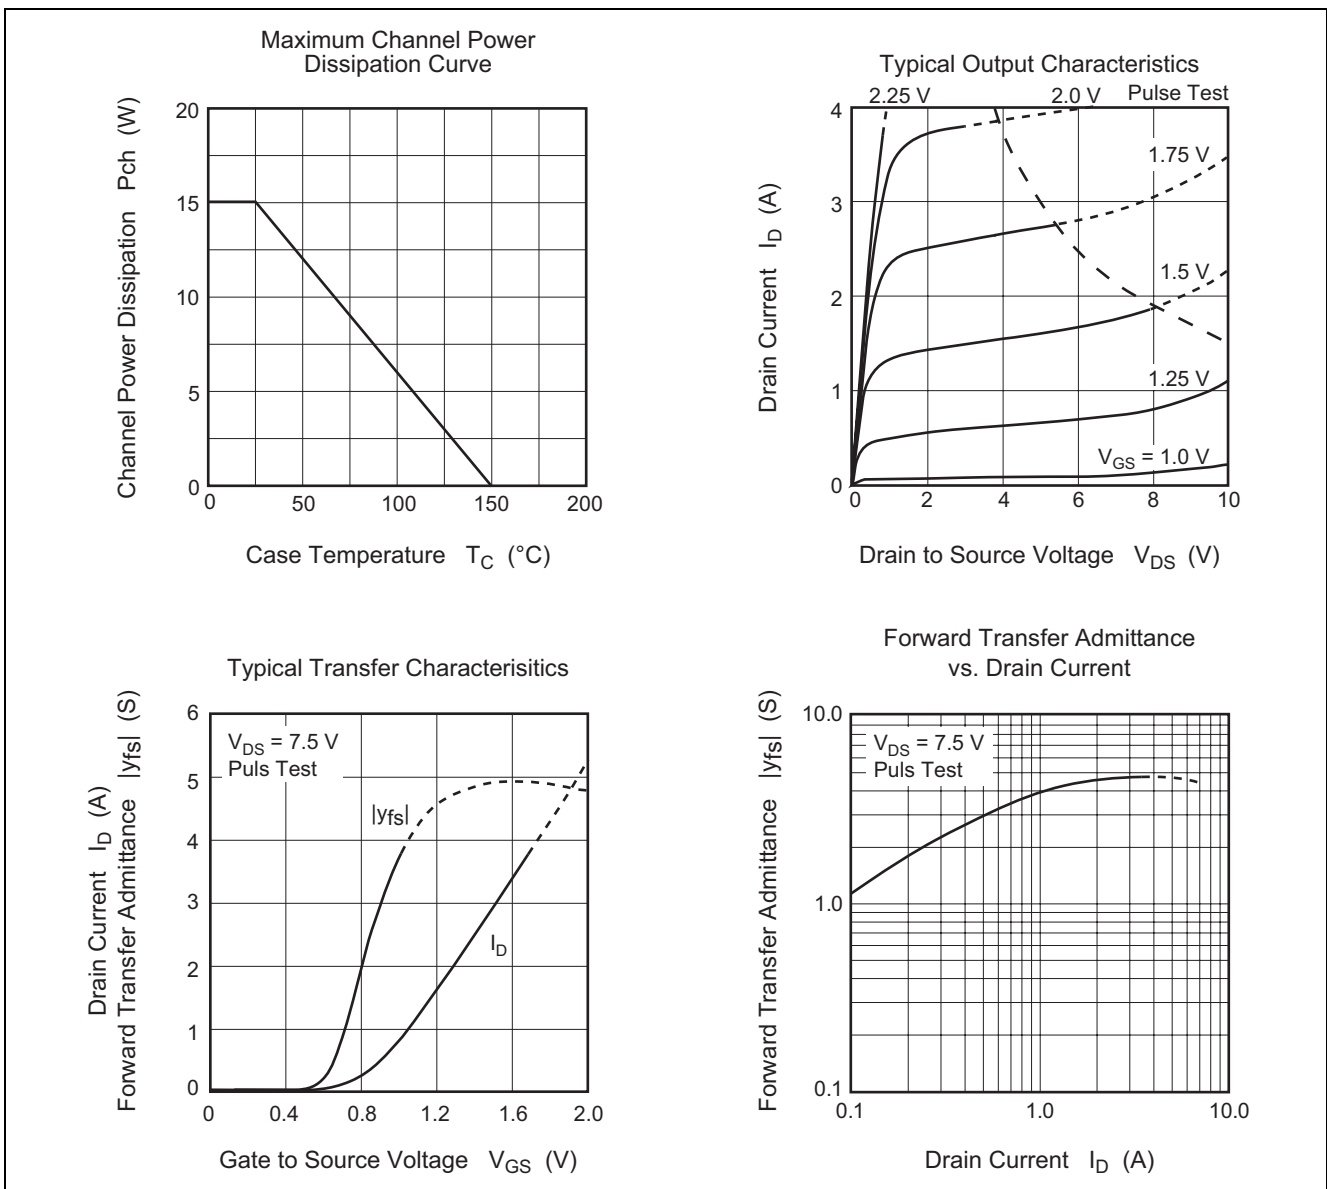 Maximum Channel Power
Dissipation Curve
Channel Power Dissipation Pch (W)
20
15
10
5
0
0 50 100 150 200
Case Temperature TC (°C)
Typical Output Characteristics
2.25 V 2.0 V Pulse Test
Drain Current ID (A)
4
3
2
1
0
1.75 V
1.5 V
1.25 V
VGS = 1.0 V
0 2 4 6 8 10
Drain to Source Voltage VDS (V)
Typical Transfer Characterisitics
Drain Current ID (A)
Forward Transfer Admittance |yfs| (S)
6
5
4
3
2
1
0
VDS = 7.5 V
Puls Test
|yfs|
ID
0 0.4 0.8 1.2 1.6 2.0
Gate to Source Voltage VGS (V)
Forward Transfer Admittance
vs. Drain Current
Forward Transfer Admittance |yfs| (S)
10.0
1.0
0.1
VDS = 7.5 V
Puls Test
0.1 1.0 10.0
Drain Current ID (A)